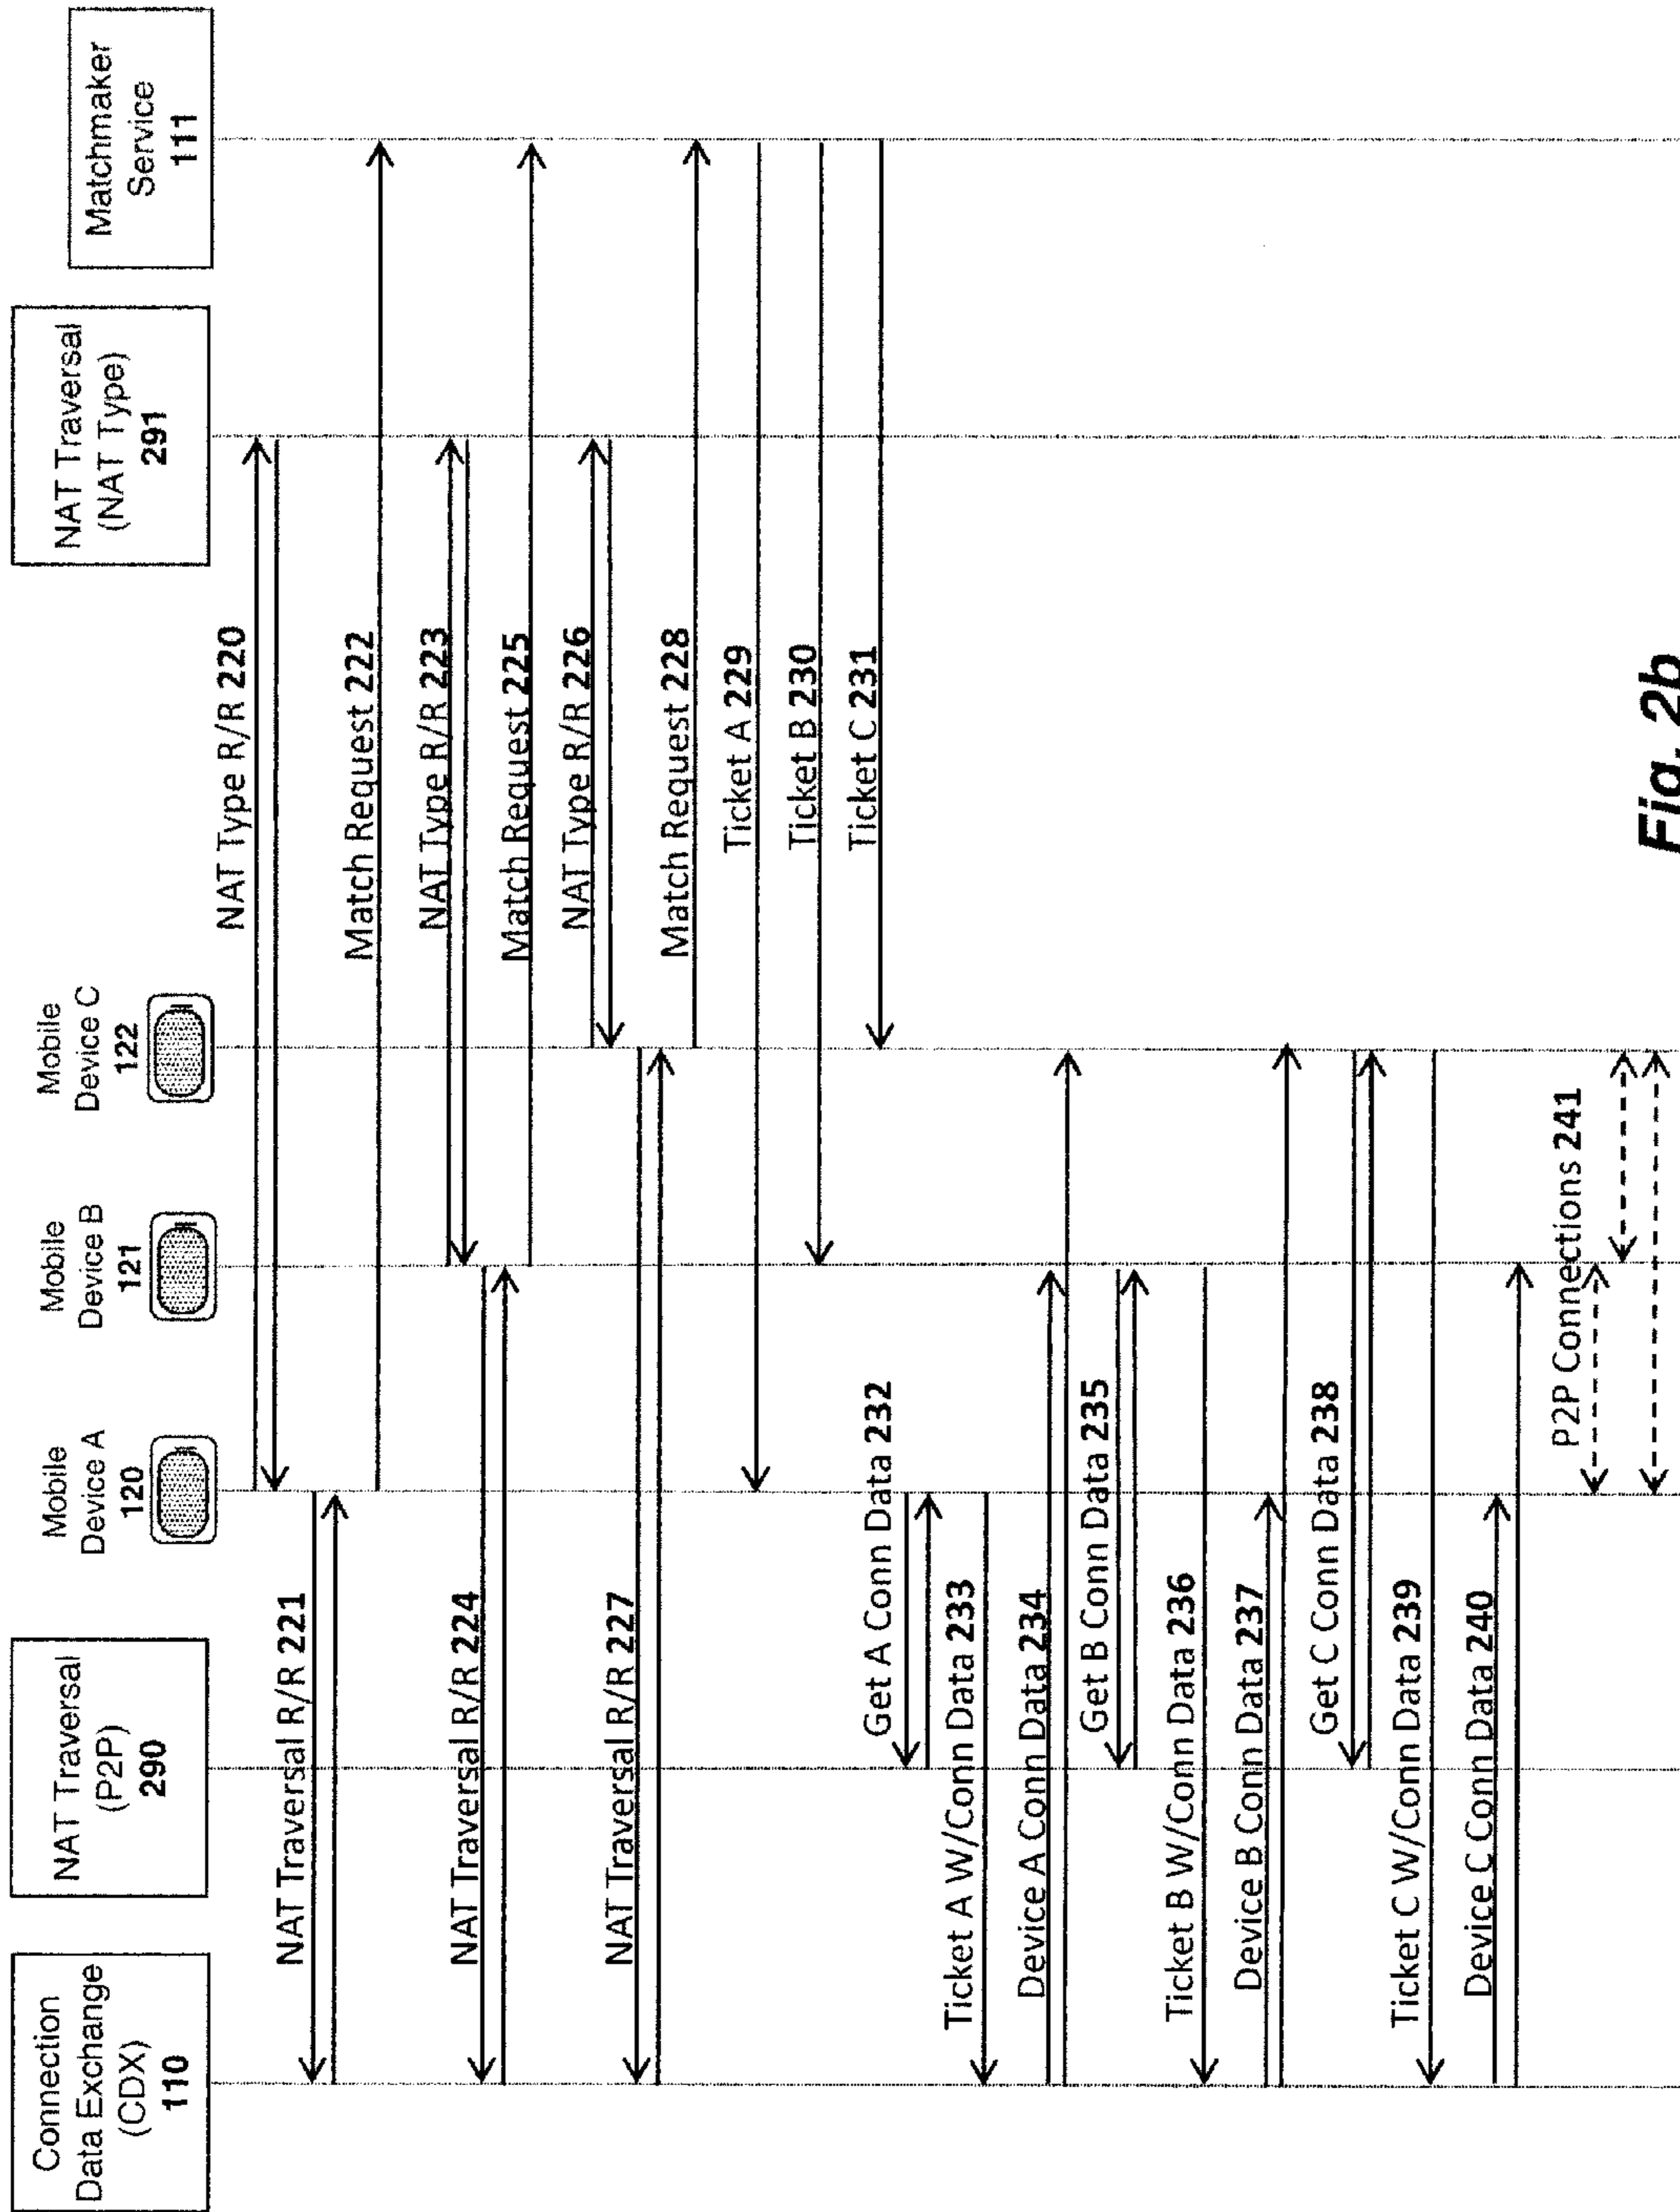 Connection
Data Exchange
(CDX)
110
NAT Traversal
(P2P)
290
Mobile
Device A
120
Mobile
Device B
121
Mobile
Device C
122
NAT Traversal
(NAT Type)
291
Matchmaker
Service
111
NAT Type R/R 220
NAT Traversal R/R 221
Match Request 222
NAT Type R/R 223
NAT Traversal R/R 224
Match Request 225
NAT Type R/R 226
NAT Traversal R/R 227
Match Request 228
Ticket A 229
Ticket B 230
Ticket C 231
Get A Conn Data 232
Ticket A W/Conn Data 233
Device A Conn Data 234
Get B Conn Data 235
Ticket B W/Conn Data 236
Device B Conn Data 237
Get C Conn Data 238
Ticket C W/Conn Data 239
Device C Conn Data 240
P2P Connections 241
Fig. 2b